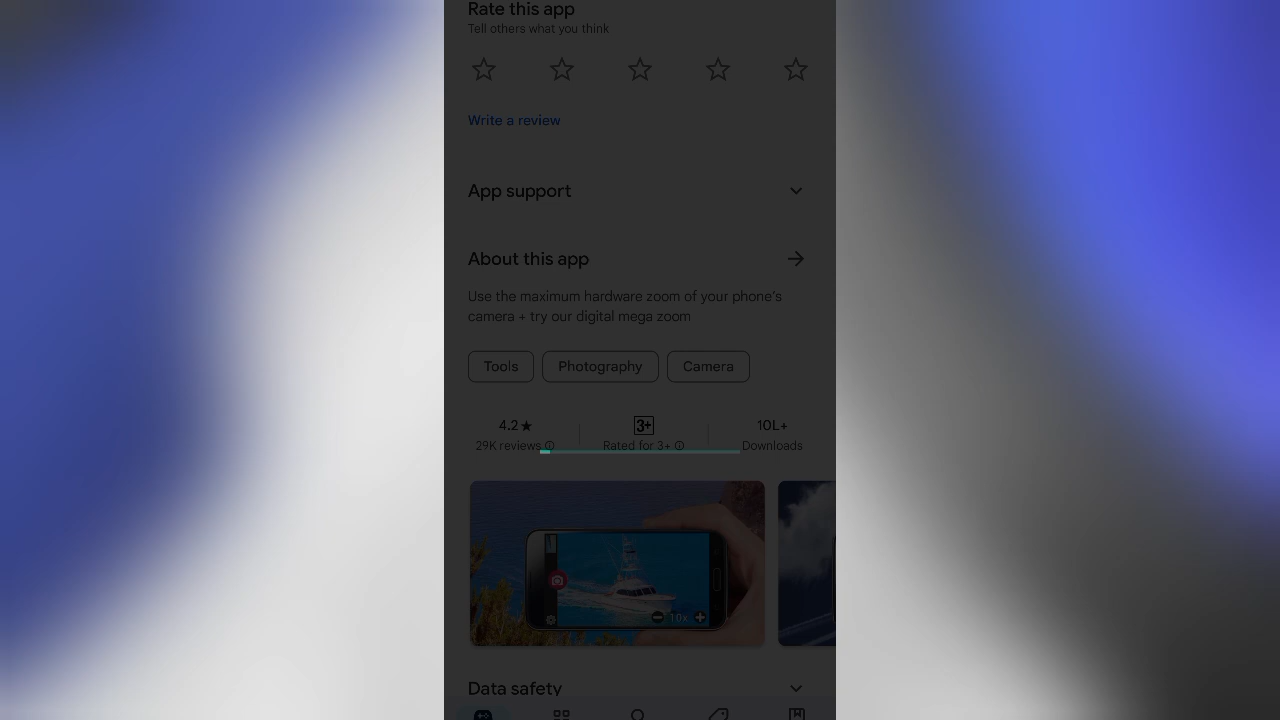 Rate this app
Tell others what you think
Write a review
App support
About this app
Use the maximum hardware zoom of your phone's
camera + try our digital mega zoom
Tools Photography Camera
4.2★ 3+ 10L+
29K reviews Rated for 3+ Downloads
10x
Data safety